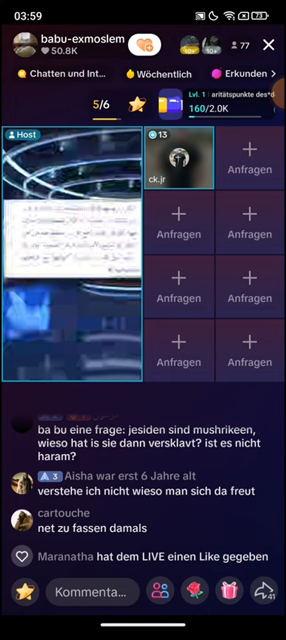 03:59
73
babu-exmoslem
50.8K
10+
77
Chatten und Int...
Wöchentlich
Erkunden >
5/6
Lvl. 1
aritätspunkte des*d
160/2.0K
Host
13
ck.jr
Anfragen
Anfragen
Anfragen
Anfragen
Anfragen
Anfragen
Anfragen
ba bu eine frage: jesiden sind mushrikeen,
wieso hat is sie dann versklavt? ist es nicht
haram?
3 Aisha war erst 6 Jahre alt
verstehe ich nicht wieso man sich da freut
cartouche
net zu fassen damals
Maranatha hat dem LIVE einen Like gegeben
Kommenta...
41